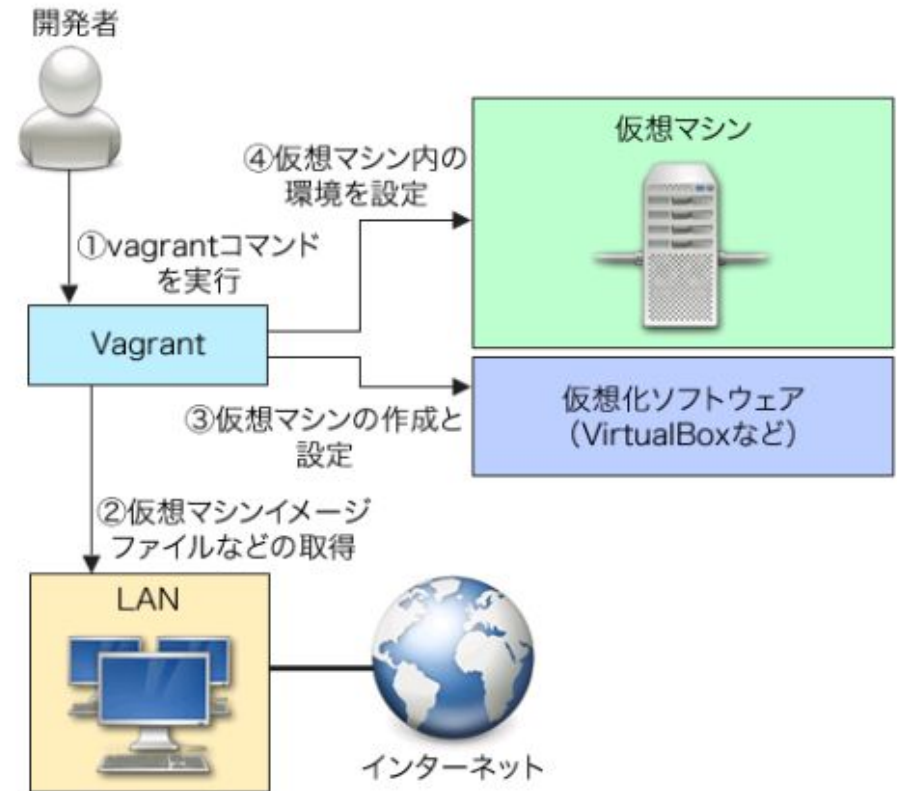 開発者
仮想マシン
④仮想マシン内の
環境を設定
①vagrantコマンド
を実行
Vagrant
③仮想マシンの作成と
設定
仮想化ソフトウェア
（VirtualBoxなど）
②仮想マシンイメージ
ファイルなどの取得
LAN
インターネット